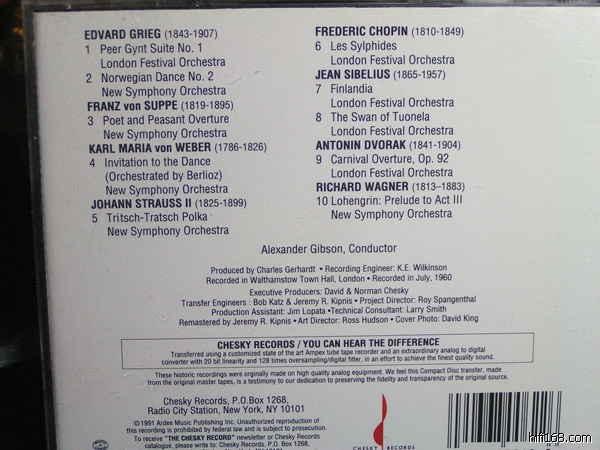 EDVARD GRIEG (1843-1907)
1 Peer Gynt Suite No. 1
London Festival Orchestra
2 Norwegian Dance No. 2
New Symphony Orchestra
FRANZ von SUPPE (1819-1895)
3 Poet and Peasant Overture
New Symphony Orchestra
KARL MARIA von WEBER (1786-1826)
4 Invitation to the Dance
(Orchestrated by Berlioz)
New Symphony Orchestra
JOHANN STRAUSS II (1825-1899)
5 Tritsch-Tratsch Polka
New Symphony Orchestra
FREDERIC CHOPIN (1810-1849)
6 Les Sylphides
London Festival Orchestra
JEAN SIBELIUS (1865-1957)
7 Finlandia
London Festival Orchestra
8 The Swan of Tuonela
London Festival Orchestra
ANTONIN DVORAK (1841-1904)
9 Carnival Overture, Op. 92
London Festival Orchestra
RICHARD WAGNER (1813–1883)
10 Lohengrin: Prelude to Act III
New Symphony Orchestra
Alexander Gibson, Conductor
Produced by Charles Gerhardt • Recording Engineer: K.E. Wilkinson
Recorded in Walthamstow Town Hall, London • Recorded in July, 1960
Executive Producers: David & Norman Chesky
Transfer Engineers : Bob Katz & Jeremy R. Kipnis • Project Director: Roy Spangenthal
Production Assistant: Jim Lopata •Technical Consultant: Larry Smith
Remastered by Jeremy R. Kipnis • Art Director: Ross Hudson • Cover Photo: David King
CHESKY RECORDS / YOU CAN HEAR THE DIFFERENCE
Transferred using a customized state of the art Ampex tube tape recorder and an extraordinary analog to digital
converter with 20 bit linearity and 128 times oversampling/digital filter, in an effort to achieve the finest quality sound.
These historic recordings were originally made on high quality analog equipment. We feel this Compact Disc transfer, made
from the original master tapes, is a testimony to our dedication to preserving the fidelity and transparency of the original source.
Chesky Records, P.O.Box 1268,
Radio City Station, New York, NY 10101
©1991 Ardee Music Publishing Inc. Unauthorized reproduction of
this recording is prohibited by federal law and is subject to prosecution.
To receive "THE CHESKY RECORD" newsletter or Chesky Records
catalogue, please write to: Chesky Records, P.O. Box 1268,
CHESKY RECORDS
hifi168.com